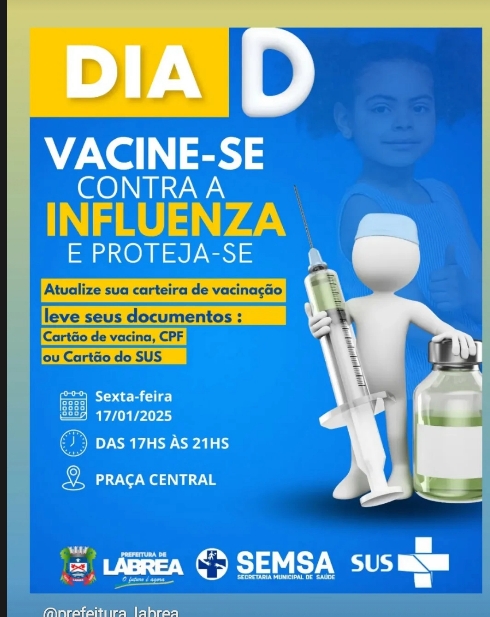 DIA D
VACINE-SE
CONTRA A
INFLUENZA
E PROTEJA-SE
Atualize sua carteira de vacinação
leve seus documentos :
Cartão de vacina, CPF
ou Cartão do SUS
Sexta-feira
17/01/2025
DAS 17HS ÀS 21HS
PRAÇA CENTRAL
PREFEITURA DE
LÁBREA
O futuro é agora
SEMSA
SECRETARIA MUNICIPAL DE SAÚDE
SUS
@prefeitura_labrea